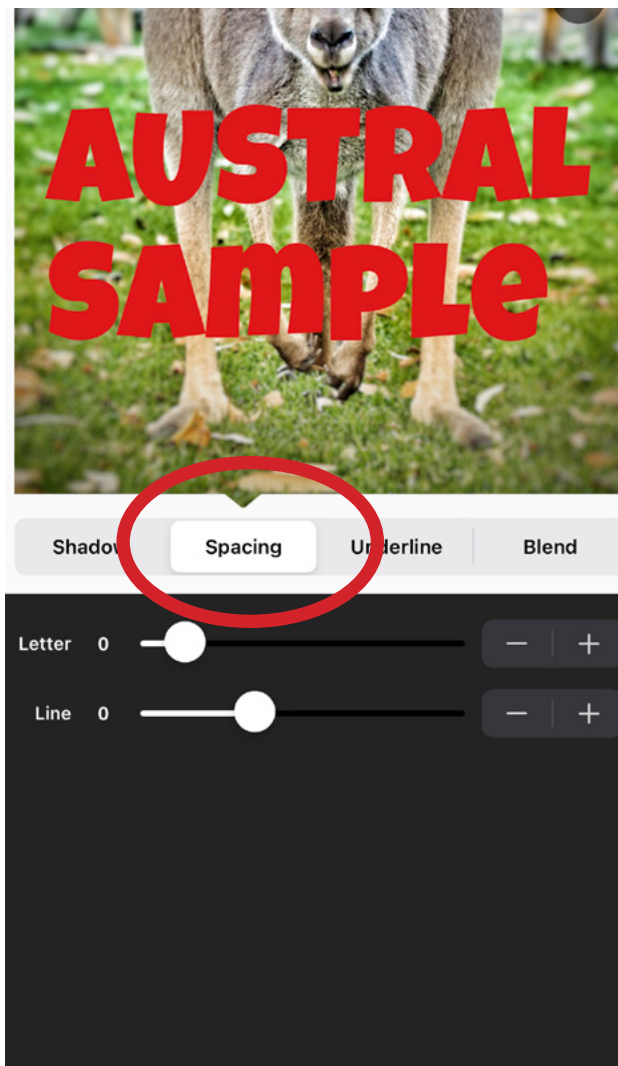 AUSTRAL
SAmPLe
Shadow Spacing Underline Blend
Letter 0 − +
Line 0 − +